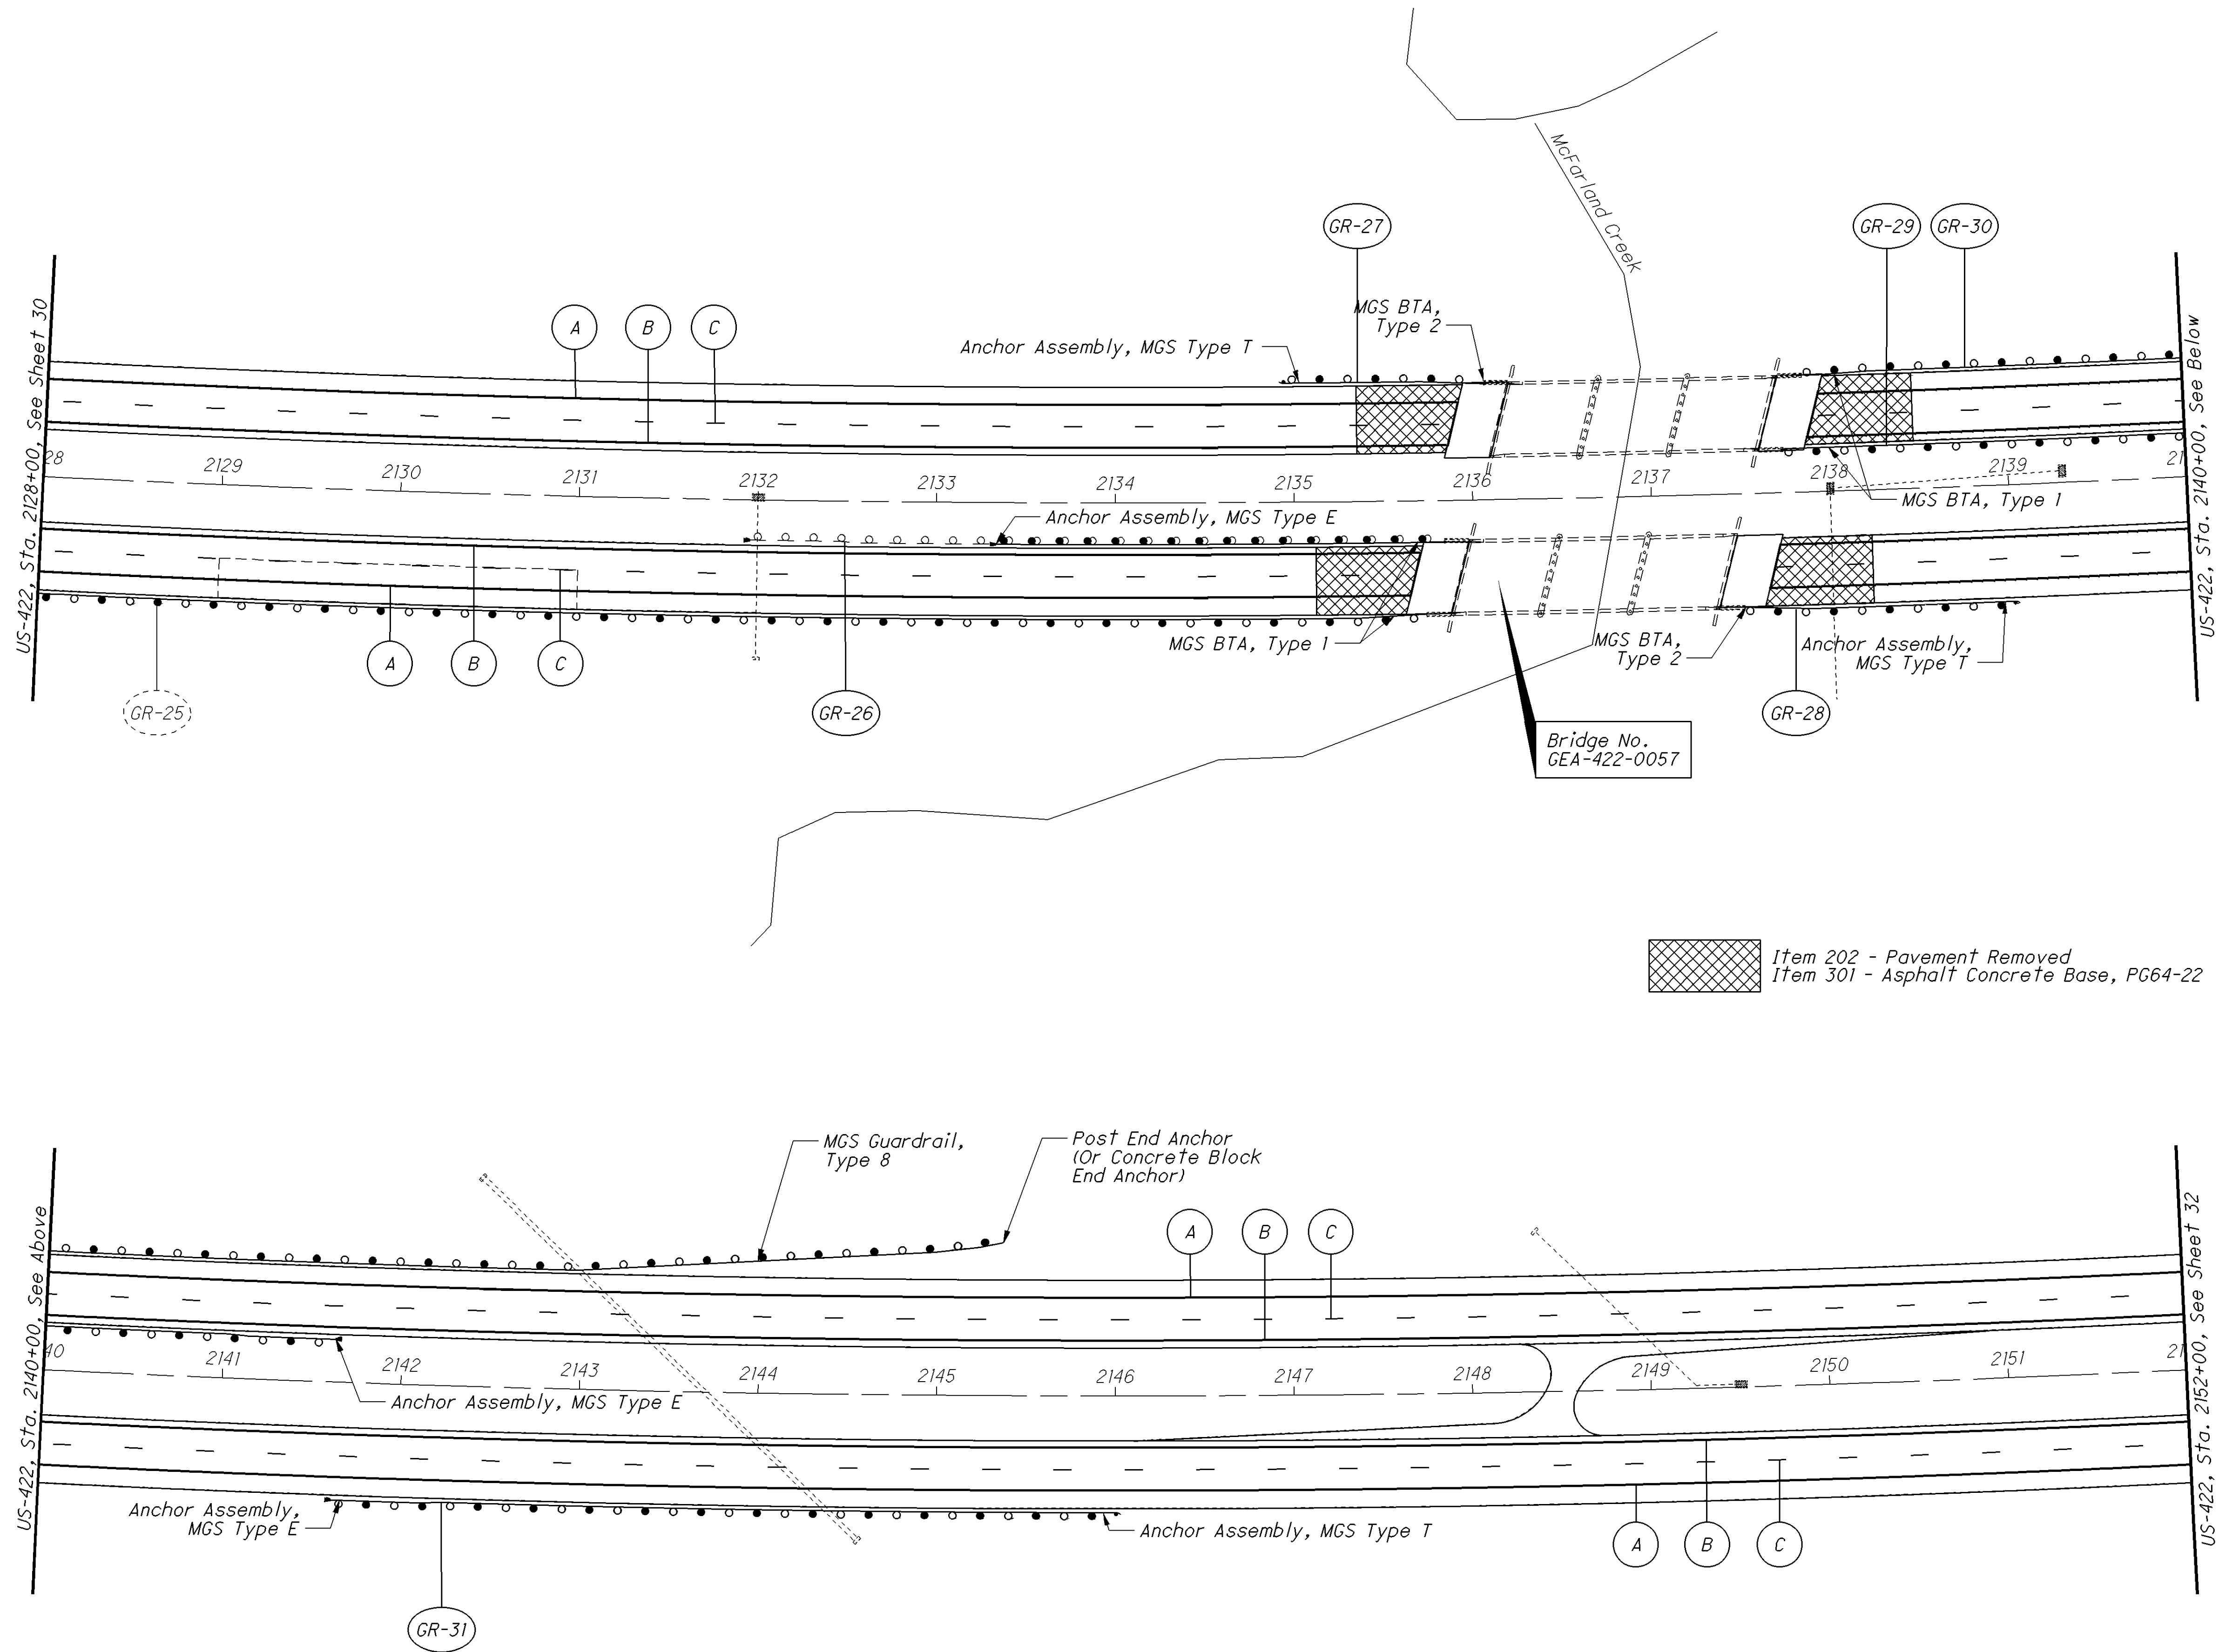 McFarland Creek
GR-27
GR-29
GR-30
US-422, Sta. 2128+00, See Sheet 30
A
B
C
MGS BTA,
Type 2
Anchor Assembly, MGS Type T
US-422, Sta. 2140+00, See Below
28
2129
2130
2131
2132
2133
2134
2135
2136
2137
2138
2139
21
MGS BTA, Type 1
Anchor Assembly, MGS Type E
MGS BTA, Type 1
MGS BTA,
Type 2
Anchor Assembly,
MGS Type T
A
B
C
GR-25
GR-26
GR-28
Bridge No.
GEA-422-0057
Item 202 - Pavement Removed
Item 301 - Asphalt Concrete Base, PG64-22
MGS Guardrail,
Type 8
Post End Anchor
(Or Concrete Block
End Anchor)
US-422, Sta. 2140+00, See Above
A
B
C
US-422, Sta. 2152+00, See Sheet 32
40
2141
2142
2143
2144
2145
2146
2147
2148
2149
2150
2151
21
Anchor Assembly, MGS Type E
Anchor Assembly,
MGS Type E
Anchor Assembly, MGS Type T
A
B
C
GR-31